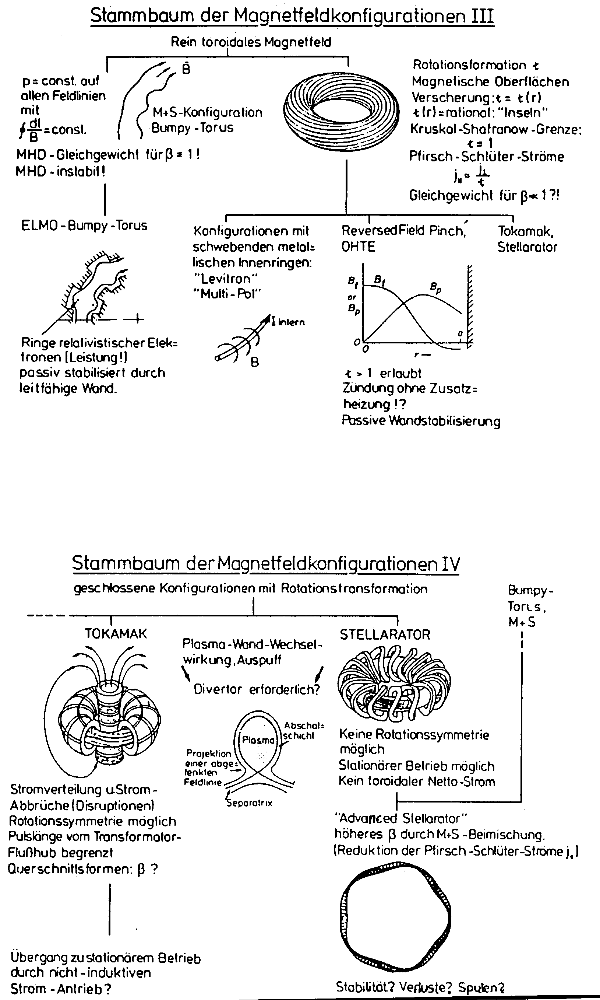 Stammbaum der Magnetfeldkonfigurationen III
Rein toroidales Magnetfeld
p = const. auf
allen Feldlinien
mit
∮ dl/B = const.
B
M+S-Konfiguration
Bumpy-Torus
MHD-Gleichgewicht für β ≈ 1!
MHD-instabil!
Rotationsformation ɫ
Magnetische Oberflächen
Verscherung: ɫ = ɫ(r)
ɫ(r) = rational: "Inseln"
Kruskal-Shafranow-Grenze:
ɫ ≈ 1
Pfirsch-Schlüter-Ströme
j∥ ≈ j⊥/ɫ
Gleichgewicht für β ≪ 1?!
ELMO-Bumpy-Torus
Ringe relativistischer Elek=
tronen (Leistung!)
passiv stabilisiert durch
leitfähige Wand.
Konfigurationen mit
schwebenden metal=
lischen Innenringen:
"Levitron"
"Multi-Pol"
I intern
B
Reversed Field Pinch,
OHTE
Bt
or
Bp
Bt
Bp
0
0
a
r —
ɫ > 1 erlaubt
Zündung ohne Zusatz=
heizung!?
Passive Wandstabilisierung
Tokamak,
Stellarator
Stammbaum der Magnetfeldkonfigurationen IV
geschlossene Konfigurationen mit Rotationstransformation
Bumpy-
Torus,
M+S
TOKAMAK
Stromverteilung u. Strom-
Abbrüche (Disruptionen)
Rotationssymmetrie möglich
Pulslänge vom Transformator-
Flußhub begrenzt
Querschnittsformen: β ?
Übergang zu stationärem Betrieb
durch nicht-induktiven
Strom-Antrieb?
Plasma-Wand-Wechsel-
wirkung, Auspuff
Divertor erforderlich?
Abschäl=
schicht
Plasma
Projektion
einer abge=
lenkten
Feldlinie
Separatrix
STELLARATOR
Keine Rotationssymmetrie
möglich
Stationärer Betrieb möglich
Kein toroidaler Netto-Strom
"Advanced Stellarator"
höheres β durch M+S-Beimischung.
(Reduktion der Pfirsch-Schlüter-Ströme j∥)
Stabilität? Verluste? Spulen?